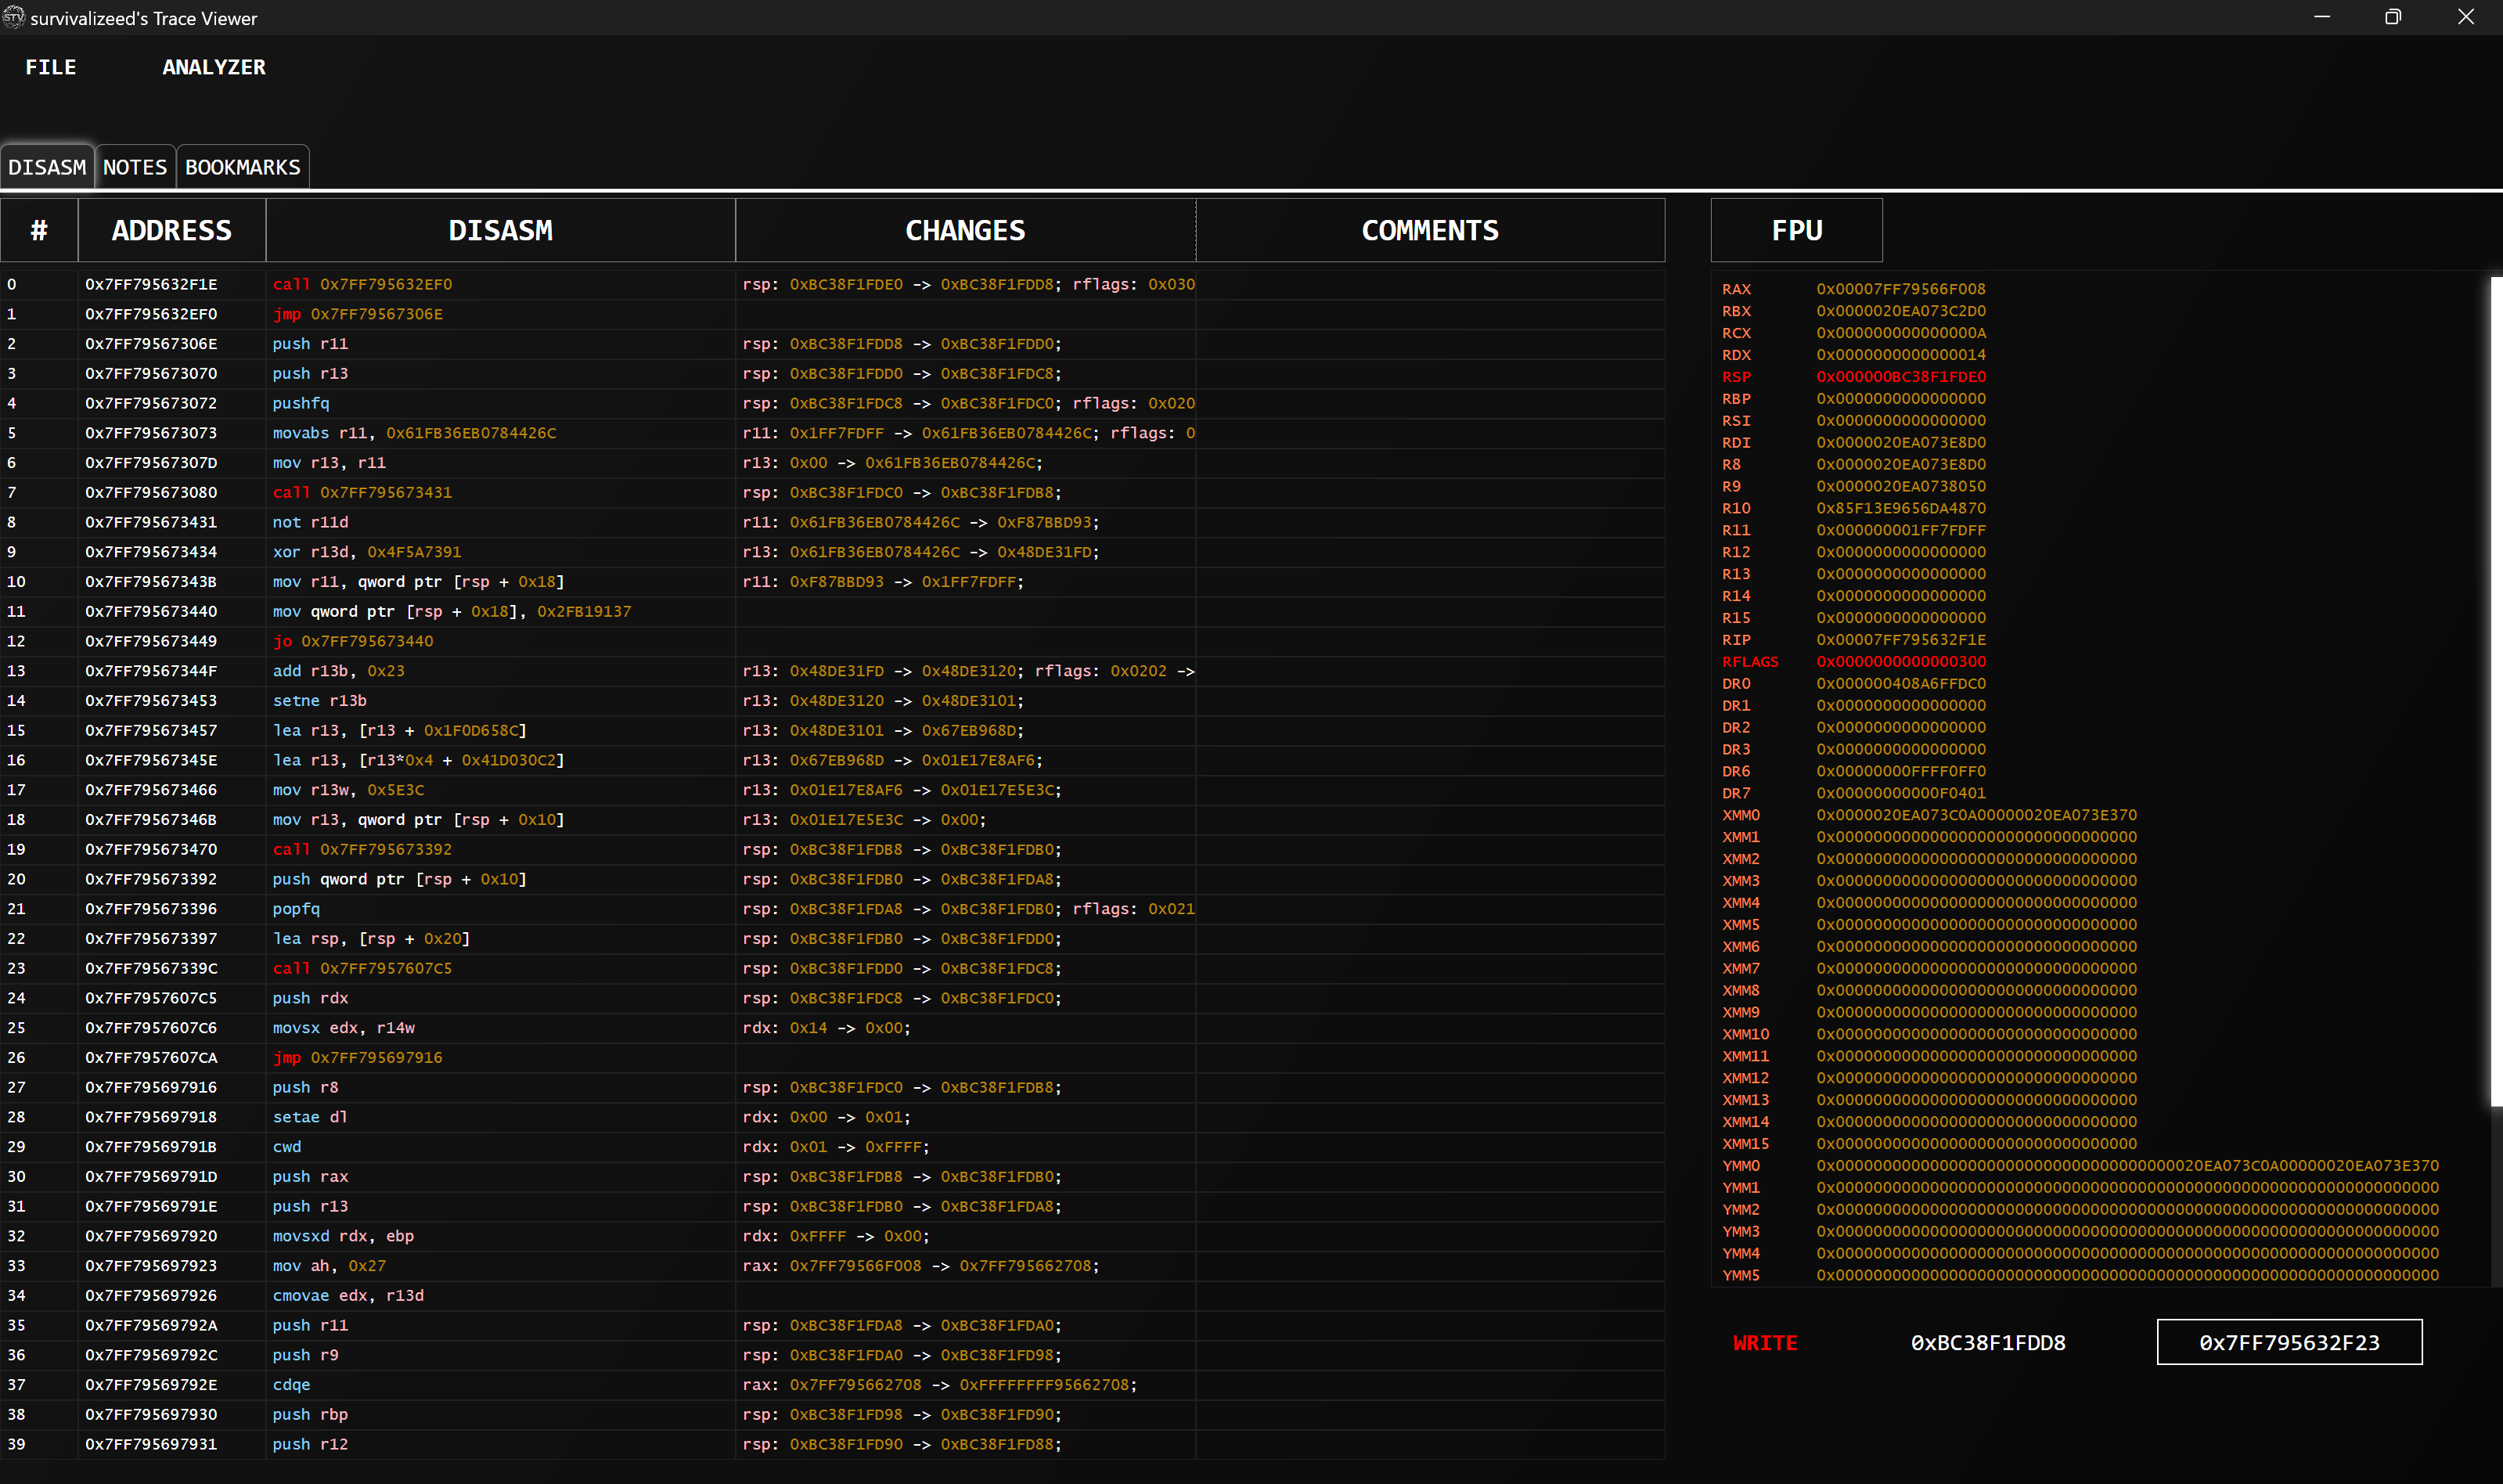 STV survivalizeed's Trace Viewer
FILE ANALYZER
DISASM NOTES BOOKMARKS
# ADDRESS DISASM CHANGES COMMENTS FPU
0 0x7FF795632F1E call 0x7FF795632EF0 rsp: 0xBC38F1FDE0 -> 0xBC38F1FDD8; rflags: 0x030
1 0x7FF795632EF0 jmp 0x7FF79567306E
2 0x7FF79567306E push r11 rsp: 0xBC38F1FDD8 -> 0xBC38F1FDD0;
3 0x7FF795673070 push r13 rsp: 0xBC38F1FDD0 -> 0xBC38F1FDC8;
4 0x7FF795673072 pushfq rsp: 0xBC38F1FDC8 -> 0xBC38F1FDC0; rflags: 0x020
5 0x7FF795673073 movabs r11, 0x61FB36EB0784426C r11: 0x1FF7FDFF -> 0x61FB36EB0784426C; rflags: 0
6 0x7FF79567307D mov r13, r11 r13: 0x00 -> 0x61FB36EB0784426C;
7 0x7FF795673080 call 0x7FF795673431 rsp: 0xBC38F1FDC0 -> 0xBC38F1FDB8;
8 0x7FF795673431 not r11d r11: 0x61FB36EB0784426C -> 0xF87BBD93;
9 0x7FF795673434 xor r13d, 0x4F5A7391 r13: 0x61FB36EB0784426C -> 0x48DE31FD;
10 0x7FF79567343B mov r11, qword ptr [rsp + 0x18] r11: 0xF87BBD93 -> 0x1FF7FDFF;
11 0x7FF795673440 mov qword ptr [rsp + 0x18], 0x2FB19137
12 0x7FF795673449 jo 0x7FF795673440
13 0x7FF79567344F add r13b, 0x23 r13: 0x48DE31FD -> 0x48DE3120; rflags: 0x0202 ->
14 0x7FF795673453 setne r13b r13: 0x48DE3120 -> 0x48DE3101;
15 0x7FF795673457 lea r13, [r13 + 0x1F0D658C] r13: 0x48DE3101 -> 0x67EB968D;
16 0x7FF79567345E lea r13, [r13*0x4 + 0x41D030C2] r13: 0x67EB968D -> 0x01E17E8AF6;
17 0x7FF795673466 mov r13w, 0x5E3C r13: 0x01E17E8AF6 -> 0x01E17E5E3C;
18 0x7FF79567346B mov r13, qword ptr [rsp + 0x10] r13: 0x01E17E5E3C -> 0x00;
19 0x7FF795673470 call 0x7FF795673392 rsp: 0xBC38F1FDB8 -> 0xBC38F1FDB0;
20 0x7FF795673392 push qword ptr [rsp + 0x10] rsp: 0xBC38F1FDB0 -> 0xBC38F1FDA8;
21 0x7FF795673396 popfq rsp: 0xBC38F1FDA8 -> 0xBC38F1FDB0; rflags: 0x021
22 0x7FF795673397 lea rsp, [rsp + 0x20] rsp: 0xBC38F1FDB0 -> 0xBC38F1FDD0;
23 0x7FF79567339C call 0x7FF7957607C5 rsp: 0xBC38F1FDD0 -> 0xBC38F1FDC8;
24 0x7FF7957607C5 push rdx rsp: 0xBC38F1FDC8 -> 0xBC38F1FDC0;
25 0x7FF7957607C6 movsx edx, r14w rdx: 0x14 -> 0x00;
26 0x7FF7957607CA jmp 0x7FF795697916
27 0x7FF795697916 push r8 rsp: 0xBC38F1FDC0 -> 0xBC38F1FDB8;
28 0x7FF795697918 setae dl rdx: 0x00 -> 0x01;
29 0x7FF79569791B cwd rdx: 0x01 -> 0xFFFF;
30 0x7FF79569791D push rax rsp: 0xBC38F1FDB8 -> 0xBC38F1FDB0;
31 0x7FF79569791E push r13 rsp: 0xBC38F1FDB0 -> 0xBC38F1FDA8;
32 0x7FF795697920 movsxd rdx, ebp rdx: 0xFFFF -> 0x00;
33 0x7FF795697923 mov ah, 0x27 rax: 0x7FF79566F008 -> 0x7FF795662708;
34 0x7FF795697926 cmovae edx, r13d
35 0x7FF79569792A push r11 rsp: 0xBC38F1FDA8 -> 0xBC38F1FDA0;
36 0x7FF79569792C push r9 rsp: 0xBC38F1FDA0 -> 0xBC38F1FD98;
37 0x7FF79569792E cdqe rax: 0x7FF795662708 -> 0xFFFFFFFF95662708;
38 0x7FF795697930 push rbp rsp: 0xBC38F1FD98 -> 0xBC38F1FD90;
39 0x7FF795697931 push r12 rsp: 0xBC38F1FD90 -> 0xBC38F1FD88;
RAX 0x00007FF79566F008
RBX 0x0000020EA073C2D0
RCX 0x000000000000000A
RDX 0x0000000000000014
RSP 0x000000BC38F1FDE0
RBP 0x0000000000000000
RSI 0x0000000000000000
RDI 0x0000020EA073E8D0
R8 0x0000020EA073E8D0
R9 0x0000020EA0738050
R10 0x85F13E9656DA4870
R11 0x000000001FF7FDFF
R12 0x0000000000000000
R13 0x0000000000000000
R14 0x0000000000000000
R15 0x0000000000000000
RIP 0x00007FF795632F1E
RFLAGS 0x0000000000000300
DR0 0x000000408A6FFDC0
DR1 0x0000000000000000
DR2 0x0000000000000000
DR3 0x0000000000000000
DR6 0x00000000FFFF0FF0
DR7 0x00000000000F0401
XMM0 0x0000020EA073C0A00000020EA073E370
XMM1 0x00000000000000000000000000000000
XMM2 0x00000000000000000000000000000000
XMM3 0x00000000000000000000000000000000
XMM4 0x00000000000000000000000000000000
XMM5 0x00000000000000000000000000000000
XMM6 0x00000000000000000000000000000000
XMM7 0x00000000000000000000000000000000
XMM8 0x00000000000000000000000000000000
XMM9 0x00000000000000000000000000000000
XMM10 0x00000000000000000000000000000000
XMM11 0x00000000000000000000000000000000
XMM12 0x00000000000000000000000000000000
XMM13 0x00000000000000000000000000000000
XMM14 0x00000000000000000000000000000000
XMM15 0x00000000000000000000000000000000
YMM0 0x000000000000000000000000000000000000020EA073C0A00000020EA073E370
YMM1 0x0000000000000000000000000000000000000000000000000000000000000000
YMM2 0x0000000000000000000000000000000000000000000000000000000000000000
YMM3 0x0000000000000000000000000000000000000000000000000000000000000000
YMM4 0x0000000000000000000000000000000000000000000000000000000000000000
YMM5 0x0000000000000000000000000000000000000000000000000000000000000000
WRITE 0xBC38F1FDD8 0x7FF795632F23